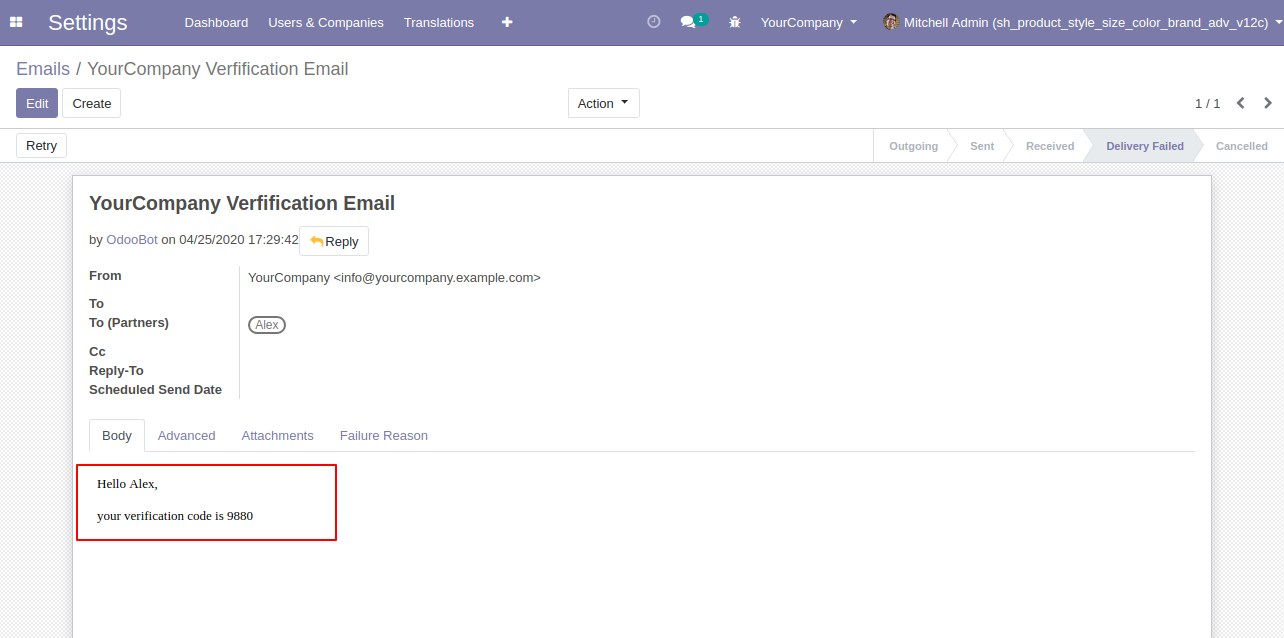 Settings Dashboard Users & Companies Translations 1 YourCompany Mitchell Admin (sh_product_style_size_color_brand_adv_v12c)
Emails / YourCompany Verfification Email
Edit Create Action 1 / 1
Retry Outgoing Sent Received Delivery Failed Cancelled
YourCompany Verfification Email
by OdooBot on 04/25/2020 17:29:42 Reply
From YourCompany <info@yourcompany.example.com>
To
To (Partners) Alex
Cc
Reply-To
Scheduled Send Date
Body Advanced Attachments Failure Reason
Hello Alex,
your verification code is 9880